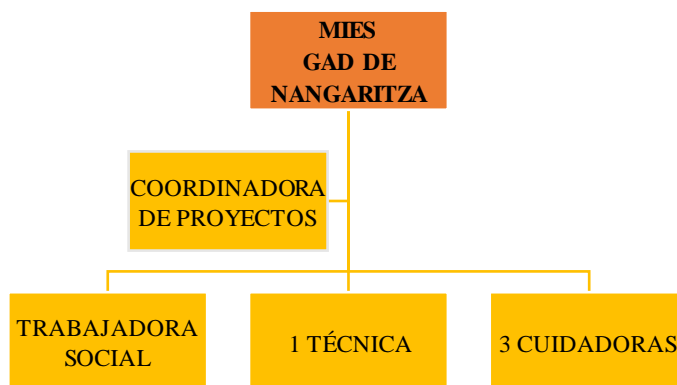 MIES
GAD DE
NANGARITZA
COORDINADORA
DE PROYECTOS
TRABAJADORA
SOCIAL
1 TÉCNICA
3 CUIDADORAS